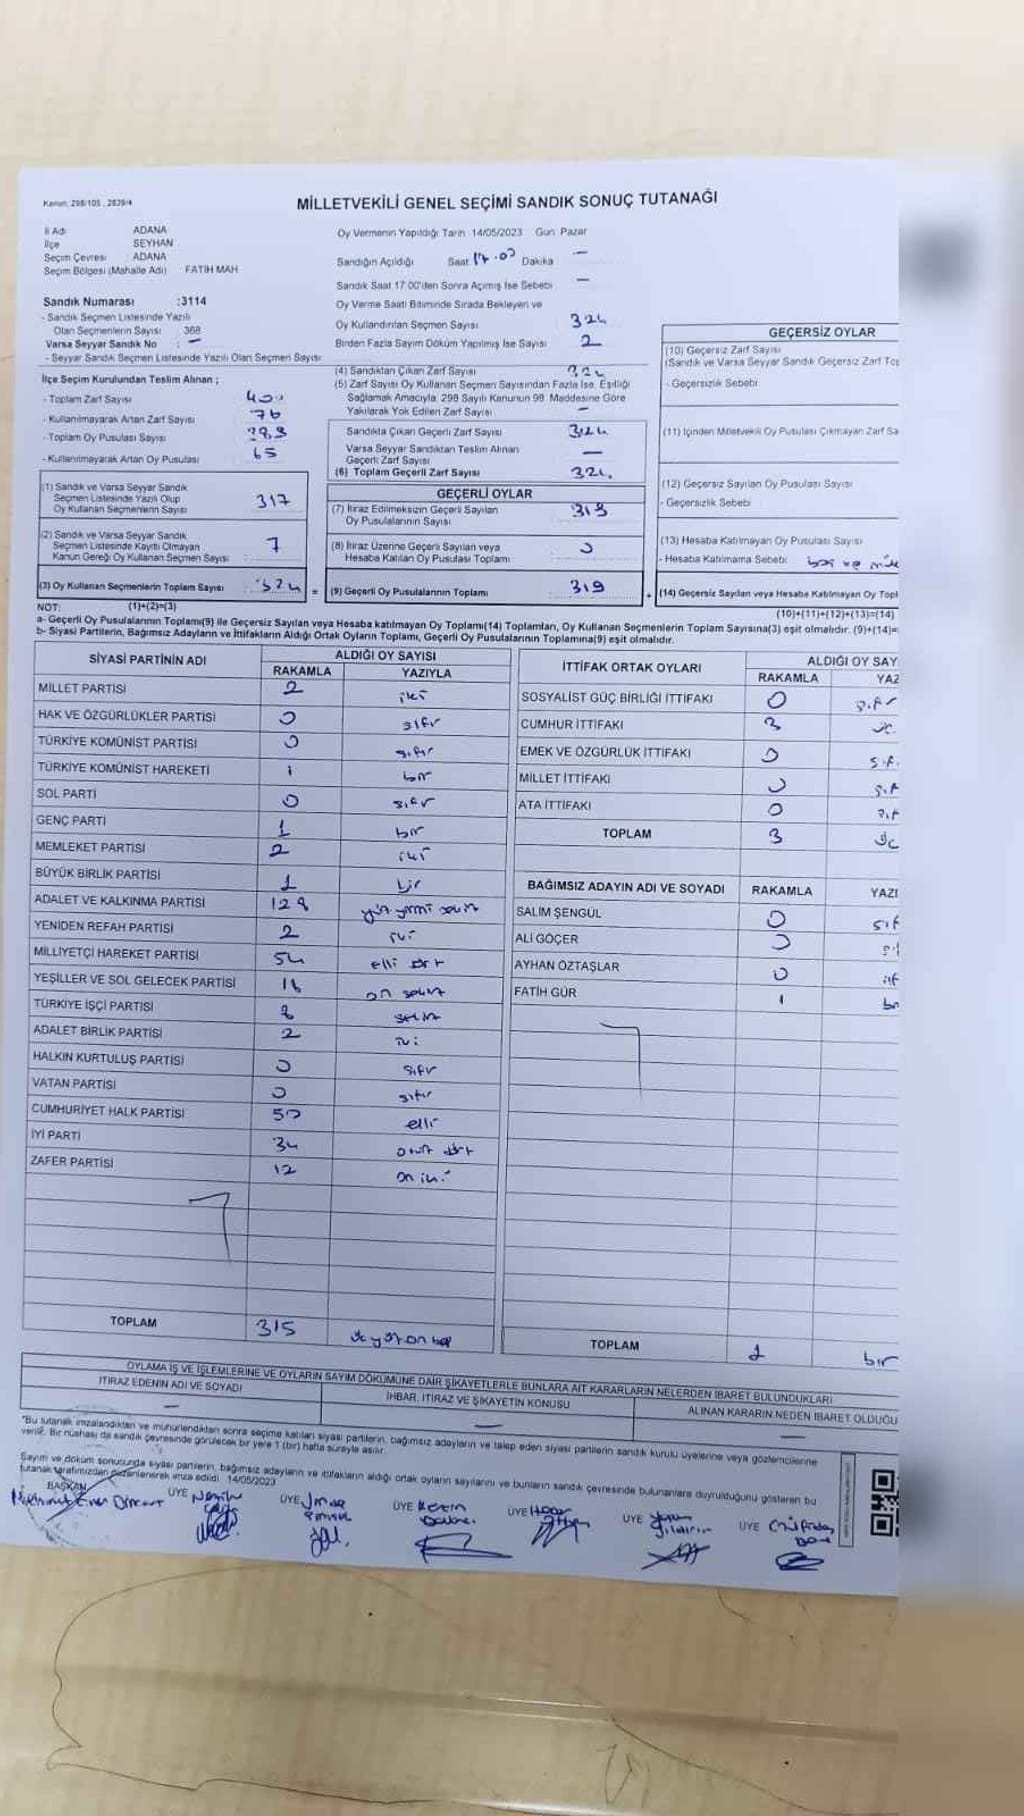 Kanun: 298/105 , 2839/4
MİLLETVEKİLİ GENEL SEÇİMİ SANDIK SONUÇ TUTANAĞI
İl Adı ADANA
İlçe SEYHAN
Seçim Çevresi : ADANA
Seçim Bölgesi (Mahalle Adı) FATİH MAH
Oy Vermenin Yapıldığı Tarih 14/05/2023 Gün Pazar
Sandığın Açıldığı Saat 17.00 Dakika —
Sandık Saat 17.00'den Sonra Açımış İse Sebebi —
Sandık Numarası :3114
- Sandık Seçmen Listesinde Yazılı
Olan Seçmenlerin Sayısı 368
Varsa Seyyar Sandık No : —
- Seyyar Sandık Seçmen Listesinde Yazılı Olan Seçmen Sayısı
Oy Verme Saati Bitiminde Sırada Bekleyen ve
Oy Kullandırılan Seçmen Sayısı 324
Birden Fazla Sayım Döküm Yapılmış İse Sayısı 2
(4) Sandıktan Çıkan Zarf Sayısı 324
(5) Zarf Sayısı Oy Kullanan Seçmen Sayısından Fazla İse, Eşitliği
Sağlamak Amacıyla, 298 Sayılı Kanunun 98. Maddesine Göre
Yakılarak Yok Edilen Zarf Sayısı —
İlçe Seçim Kurulundan Teslim Alınan ;
- Toplam Zarf Sayısı 400
- Kullanılmayarak Artan Zarf Sayısı 76
- Toplam Oy Pusulası Sayısı
- Kullanılmayarak Artan Oy Pusulası 65
Sandıkta Çıkan Geçerli Zarf Sayısı 324
Varsa Seyyar Sandıktan Teslim Alınan
Geçerli Zarf Sayısı —
(6) Toplam Geçerli Zarf Sayısı 324
GEÇERSİZ OYLAR
(10) Geçersiz Zarf Sayısı
(Sandık ve Varsa Seyyar Sandık Geçersiz Zarf Top
- Geçersizlik Sebebi
(11) İçinden Milletvekili Oy Pusulası Çıkmayan Zarf Sa
(12) Geçersiz Sayılan Oy Pusulası Sayısı
- Geçersizlik Sebebi
(13) Hesaba Katılmayan Oy Pusulası Sayısı
- Hesaba Katılmama Sebebi
(14) Geçersiz Sayılan veya Hesaba Katılmayan Oy Topl
(10)+(11)+(12)+(13)=(14)
(1) Sandık ve Varsa Seyyar Sandık
Seçmen Listesinde Yazılı Olup
Oy Kullanan Seçmenlerin Sayısı 317
(2) Sandık ve Varsa Seyyar Sandık
Seçmen Listesinde Kayıtlı Olmayan
Kanun Gereği Oy Kullanan Seçmen Sayısı 7
(3) Oy Kullanan Seçmenlerin Toplam Sayısı 324 =
GEÇERLİ OYLAR
(7) İtiraz Edilmeksizin Geçerli Sayılan
Oy Pusulalarının Sayısı 319
(8) İtiraz Üzerine Geçerli Sayılan veya
Hesaba Katılan Oy Pusulası Toplamı 0
(9) Geçerli Oy Pusulalarının Toplamı 319 +
NOT: (1)+(2)=(3)
a- Geçerli Oy Pusulalarının Toplamı(9) ile Geçersiz Sayılan veya Hesaba katılmayan Oy Toplamı(14) Toplamları, Oy Kullanan Seçmenlerin Toplam Sayısına(3) eşit olmalıdır. (9)+(14)=
b- Siyasi Partilerin, Bağımsız Adayların ve İttifakların Aldığı Ortak Oyların Toplamı, Geçerli Oy Pusulalarının Toplamına(9) eşit olmalıdır.
SİYASİ PARTİNİN ADI ALDIĞI OY SAYISI
RAKAMLA YAZIYLA
MİLLET PARTİSİ 2 iki
HAK VE ÖZGÜRLÜKLER PARTİSİ 0 sıfır
TÜRKİYE KOMÜNİST PARTİSİ 0 sıfır
TÜRKİYE KOMÜNİST HAREKETİ 1 bir
SOL PARTİ 0 sıfır
GENÇ PARTİ 1 bir
MEMLEKET PARTİSİ 2 iki
BÜYÜK BİRLİK PARTİSİ 1 bir
ADALET VE KALKINMA PARTİSİ 128 yüz yirmi sekiz
YENİDEN REFAH PARTİSİ 2 iki
MİLLİYETÇİ HAREKET PARTİSİ 54 elli dört
YEŞİLLER VE SOL GELECEK PARTİSİ
TÜRKİYE İŞÇİ PARTİSİ 8 sekiz
ADALET BİRLİK PARTİSİ 2 iki
HALKIN KURTULUŞ PARTİSİ 0 sıfır
VATAN PARTİSİ 0 sıfır
CUMHURİYET HALK PARTİSİ 50 elli
İYİ PARTİ 34 otuz dört
ZAFER PARTİSİ 12 on iki
TOPLAM 315 üç yüz on beş
İTTİFAK ORTAK OYLARI ALDIĞI OY SAY
RAKAMLA YAZ
SOSYALİST GÜÇ BİRLİĞİ İTTİFAKI 0 sıfır
CUMHUR İTTİFAKI 3 üç
EMEK VE ÖZGÜRLÜK İTTİFAKI 0 sıf
MİLLET İTTİFAKI 0 sıf
ATA İTTİFAKI 0 sıf
TOPLAM 3 üç
BAĞIMSIZ ADAYIN ADI VE SOYADI RAKAMLA YAZI
SALİM ŞENGÜL 0 sıf
ALİ GÖÇER 0 sıf
AYHAN ÖZTAŞLAR 0 sıf
FATİH GÜR 1 bir
TOPLAM 1 bir
OYLAMA İŞ VE İŞLEMLERİNE VE OYLARIN SAYIM DÖKÜMÜNE DAİR ŞİKAYETLERLE BUNLARA AİT KARARLARIN NELERDEN İBARET BULUNDUKLARI
İTİRAZ EDENİN ADI VE SOYADI İHBAR, İTİRAZ VE ŞİKAYETİN KONUSU ALINAN KARARIN NEDEN İBARET OLDUĞU
— — —
"Bu tutanak imzalandıktan ve mühürlendikten sonra seçime katılan siyasi partilerin, bağımsız adayların ve talep eden siyasi partilerin sandık kurulu üyelerine veya gözlemcilerine
verilir. Bir nüshası da sandık çevresinde görülecek bir yere 1 (bir) hafta süreyle asılır.
Sayım ve döküm sonucunda siyasi partilerin, bağımsız adayların ve ittifakların aldığı ortak oyların sayılarını ve bunların sandık çevresinde bulunanlara duyrulduğunu gösteren bu
tutanak tarafımızdan düzenlenerek imza edildi. 14/05/2023
BAŞKAN ÜYE ÜYE ÜYE ÜYE ÜYE ÜYE